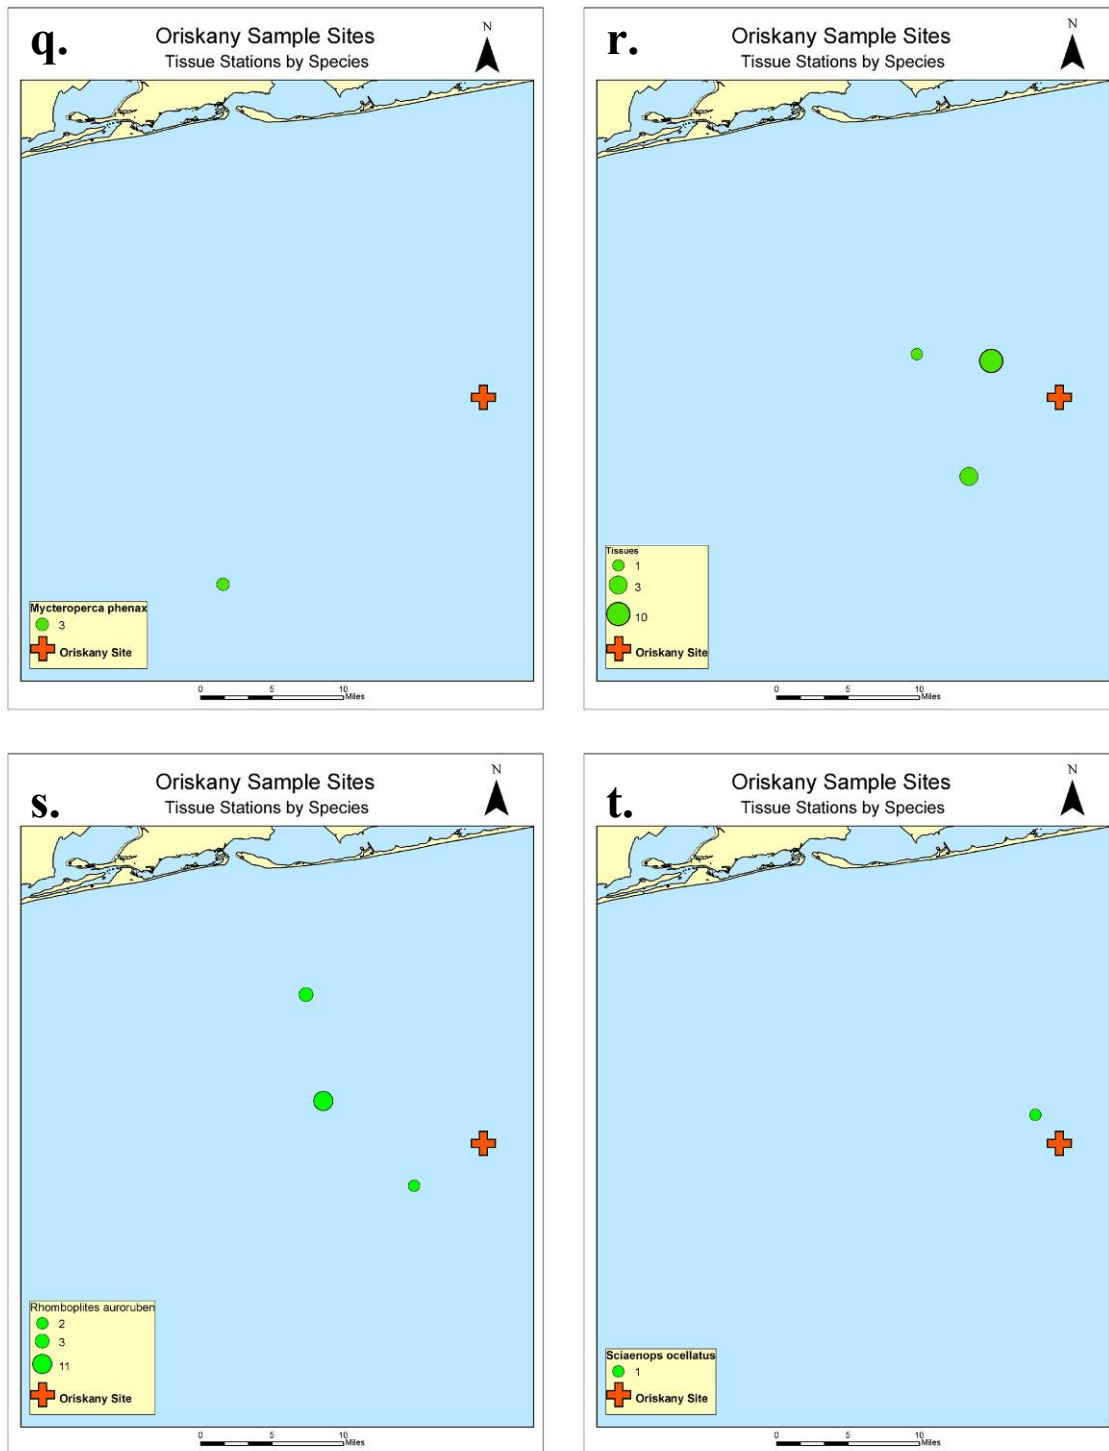 q.
Oriskany Sample Sites
Tissue Stations by Species
N
Mycteroperca phenax
3
Oriskany Site
0 5 10
Miles
r.
Oriskany Sample Sites
Tissue Stations by Species
N
Tissues
1
3
10
Oriskany Site
0 5 10
Miles
s.
Oriskany Sample Sites
Tissue Stations by Species
N
Rhomboplites auroruben
2
3
11
Oriskany Site
0 5 10
Miles
t.
Oriskany Sample Sites
Tissue Stations by Species
N
Sciaenops ocellatus
1
Oriskany Site
0 5 10
Miles